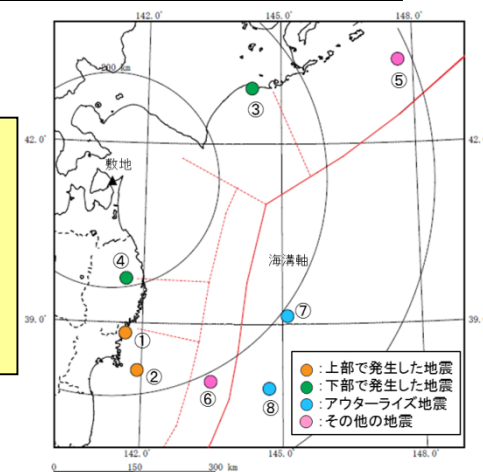 142.0° 145.0° 148.0°
200 km
⑤
③
42.0° 42.
敷地
④
海溝軸
⑦
39.0° 39.
①
②
⑥
⑧
:上部で発生した地震
:下部で発生した地震
:アウターライズ地震
:その他の地震
142.0° 145.0° 148.0°
0 150 300 km